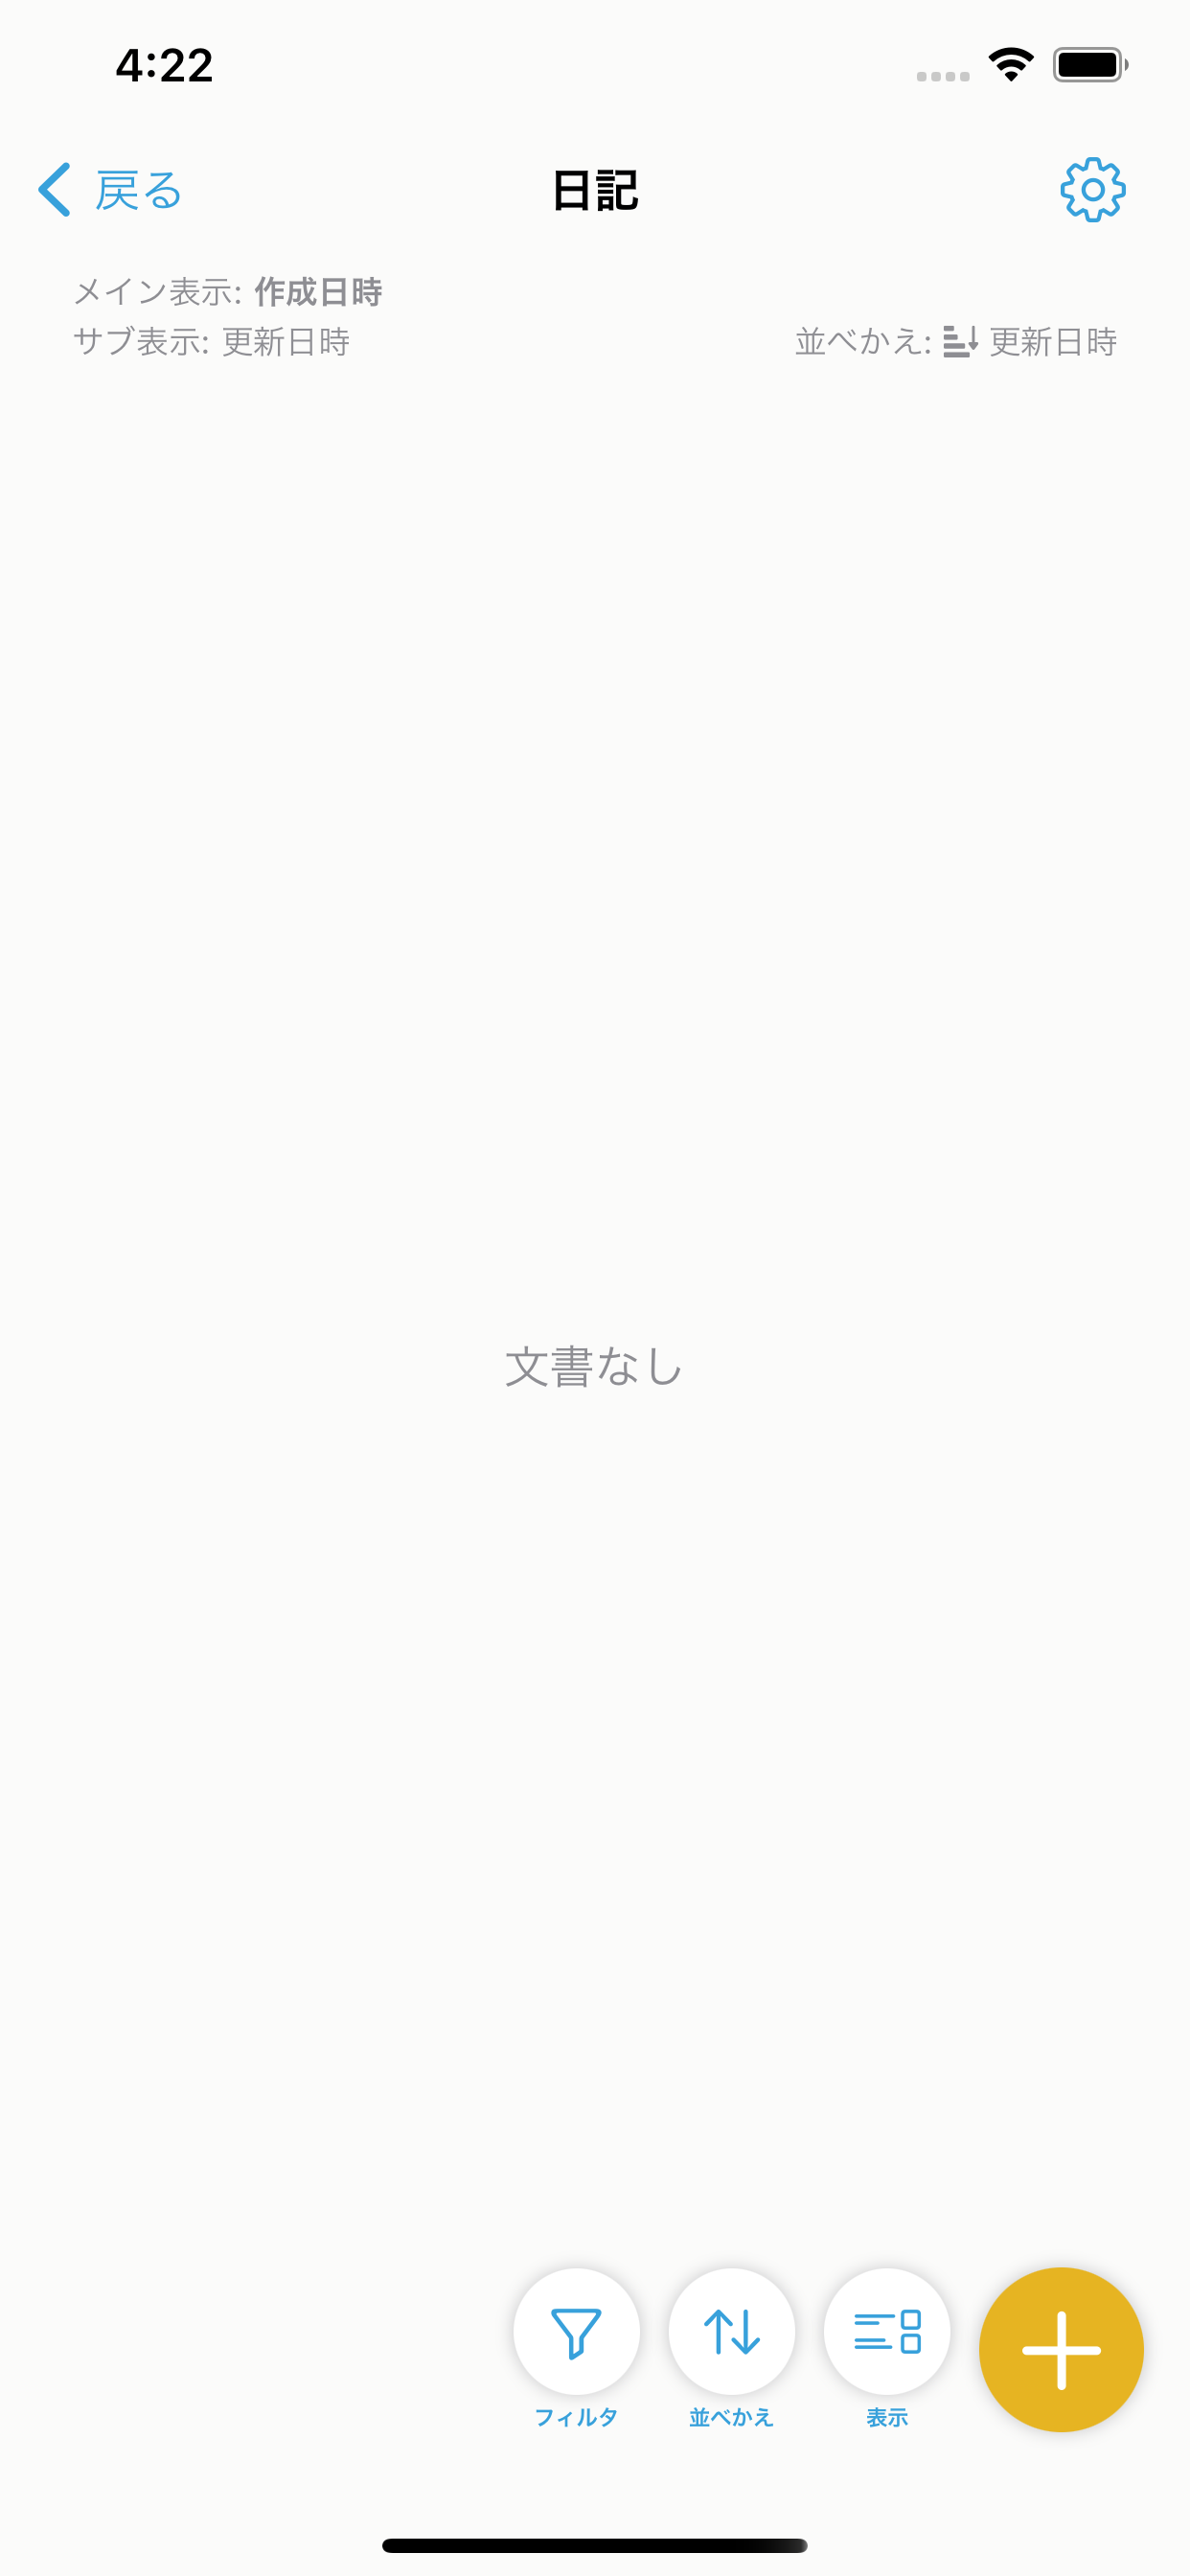 4:22
戻る
日記
メイン表示: 作成日時
サブ表示: 更新日時
並べかえ: 更新日時
文書なし
フィルタ
並べかえ
表示